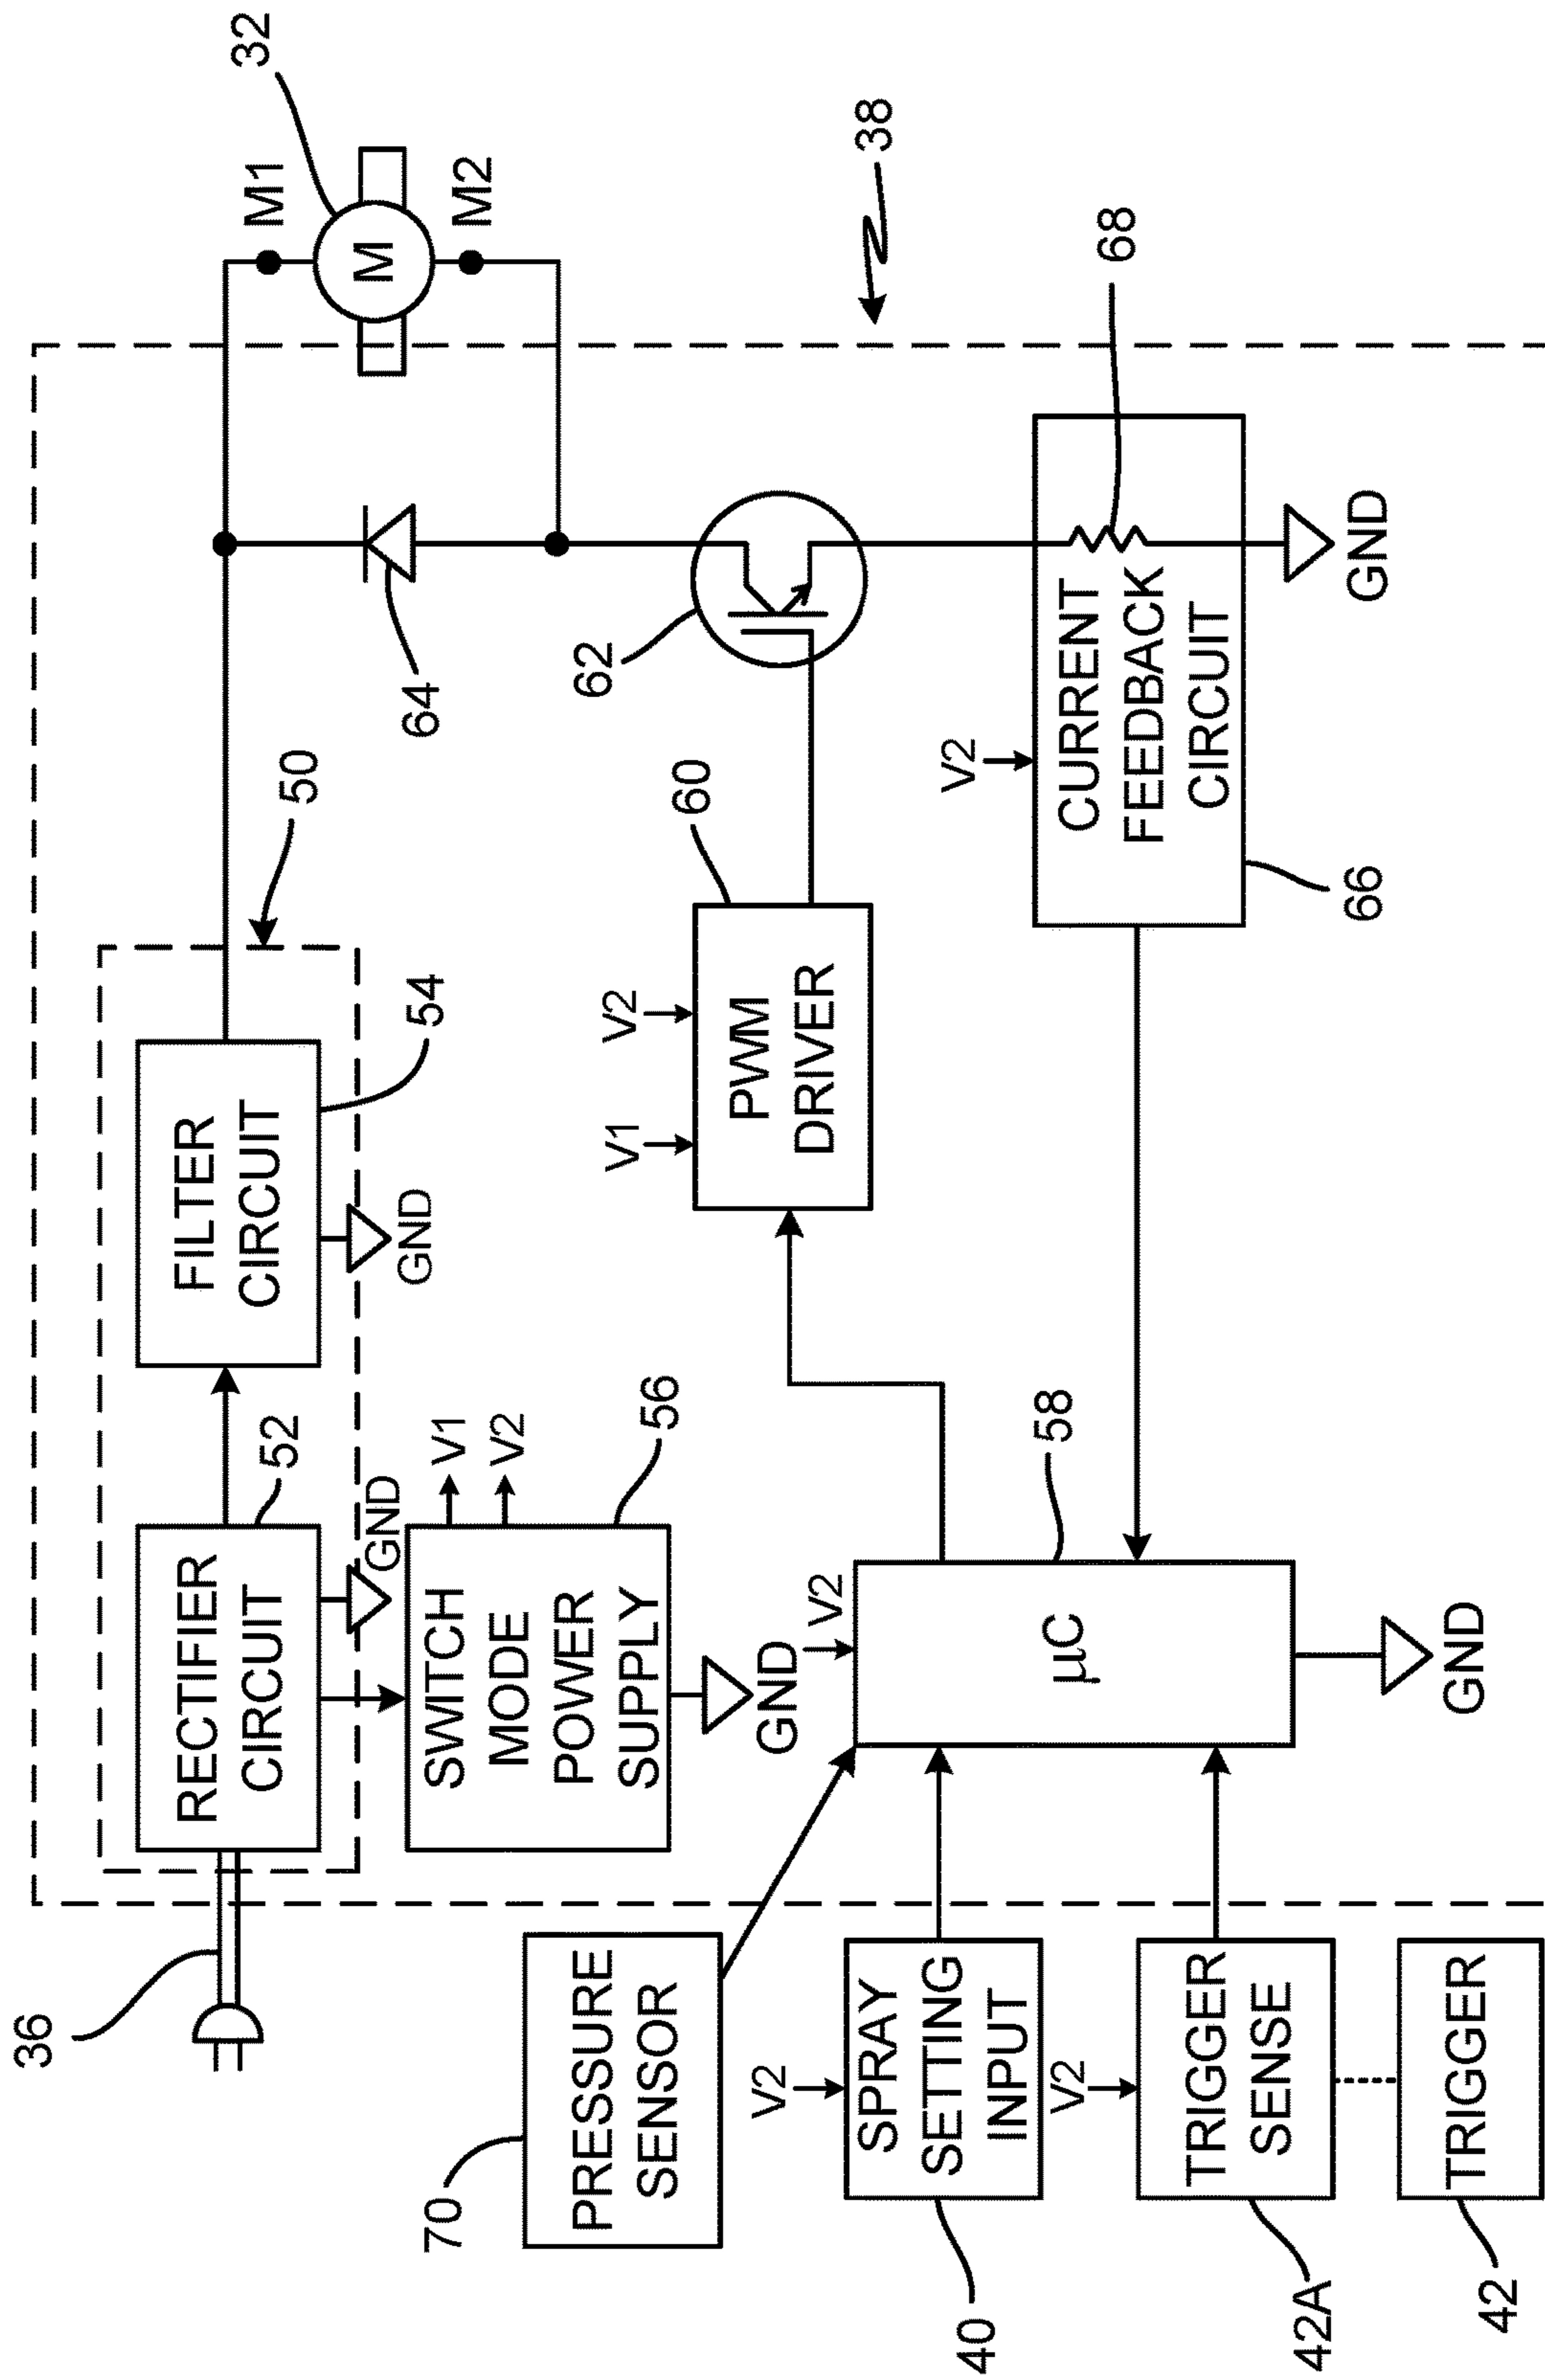 36
RECTIFIER
CIRCUIT
52
GND
FILTER
CIRCUIT
54
GND
50
64
M1
M
M2
32
38
SWITCH
MODE
POWER
SUPPLY
V1
V2
56
GND
V1
V2
PWM
DRIVER
60
62
70
PRESSURE
SENSOR
V2
µC
58
GND
V2
CURRENT
FEEDBACK
CIRCUIT
66
68
GND
V2
SPRAY
SETTING
INPUT
40
V2
TRIGGER
SENSE
42A
TRIGGER
42